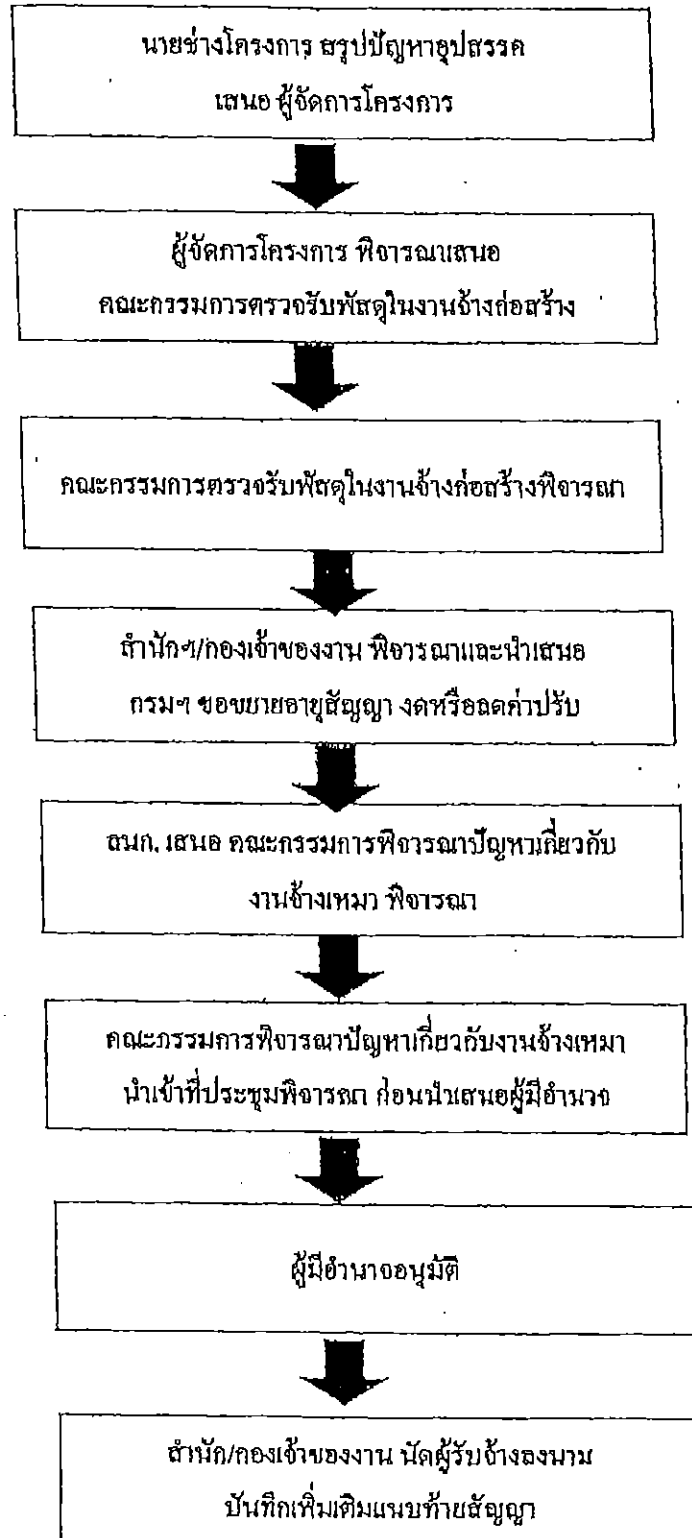 นายช่างโครงการ สรุปปัญหาอุปสรรค
เสนอ ผู้จัดการโครงการ
ผู้จัดการโครงการ พิจารณาเสนอ
คณะกรรมการตรวจรับพัสดุในงานจ้างก่อสร้าง
คณะกรรมการตรวจรับพัสดุในงานจ้างก่อสร้างพิจารณา
สำนักฯ/กองเจ้าของงาน พิจารณาและนำเสนอ
กรมฯ ขอขยายอายุสัญญา งดหรือลดค่าปรับ
ลนก. เสนอ คณะกรรมการพิจารณาปัญหาเกี่ยวกับ
งานจ้างเหมา พิจารณา
คณะกรรมการพิจารณาปัญหาเกี่ยวกับงานจ้างเหมา
นำเข้าที่ประชุมพิจารณา ก่อนนำเสนอผู้มีอำนาจ
ผู้มีอำนาจอนุมัติ
สำนัก/กองเจ้าของงาน นัดผู้รับจ้างลงนาม
บันทึกเพิ่มเติมแนบท้ายสัญญา